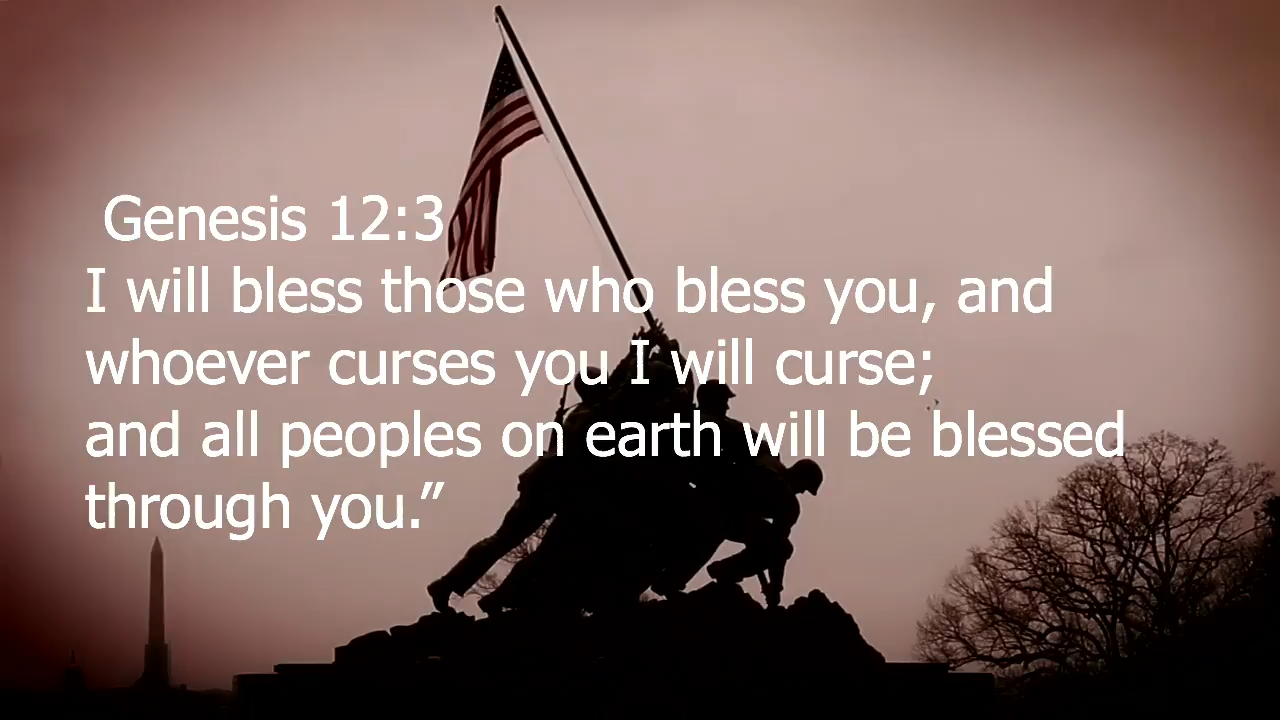 Genesis 12:3
I will bless those who bless you, and
whoever curses you I will curse;
and all peoples on earth will be blessed
through you.”